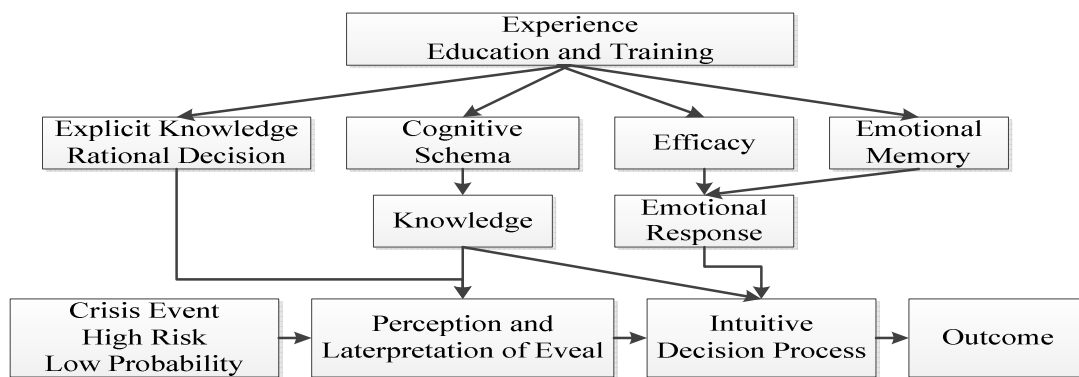 Experience
Education and Training
Explicit Knowledge
Rational Decision
Cognitive
Schema
Efficacy
Emotional
Memory
Knowledge
Emotional
Response
Crisis Event
High Risk
Low Probability
Perception and
Laterpretation of Eveal
Intuitive
Decision Process
Outcome